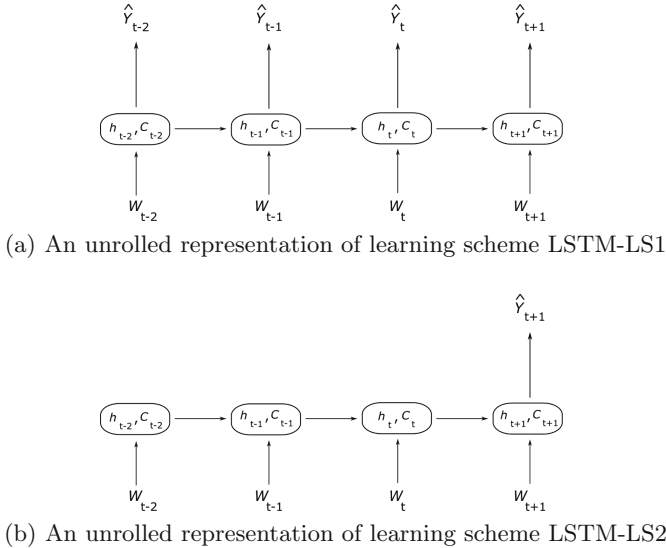 Ŷt-2 Ŷt-1 Ŷt Ŷt+1
ht-2,Ct-2 ht-1,Ct-1 ht,Ct ht+1,Ct+1
Wt-2 Wt-1 Wt Wt+1
(a) An unrolled representation of learning scheme LSTM-LS1
Ŷt+1
ht-2,Ct-2 ht-1,Ct-1 ht,Ct ht+1,Ct+1
Wt-2 Wt-1 Wt Wt+1
(b) An unrolled representation of learning scheme LSTM-LS2